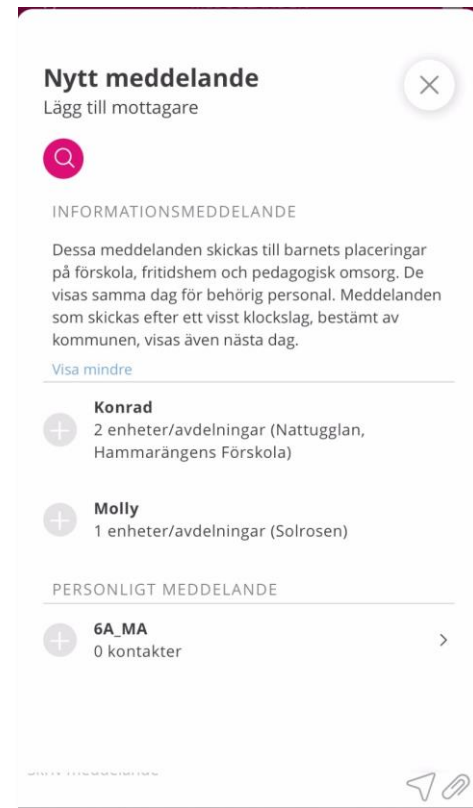 Nytt meddelande
Lägg till mottagare
INFORMATIONSMEDDELANDE
Dessa meddelanden skickas till barnets placeringar
på förskola, fritidshem och pedagogisk omsorg. De
visas samma dag för behörig personal. Meddelanden
som skickas efter ett visst klockslag, bestämt av
kommunen, visas även nästa dag.
Visa mindre
Konrad
2 enheter/avdelningar (Nattugglan,
Hammarängens Förskola)
Molly
1 enheter/avdelningar (Solrosen)
PERSONLIGT MEDDELANDE
6A_MA
0 kontakter